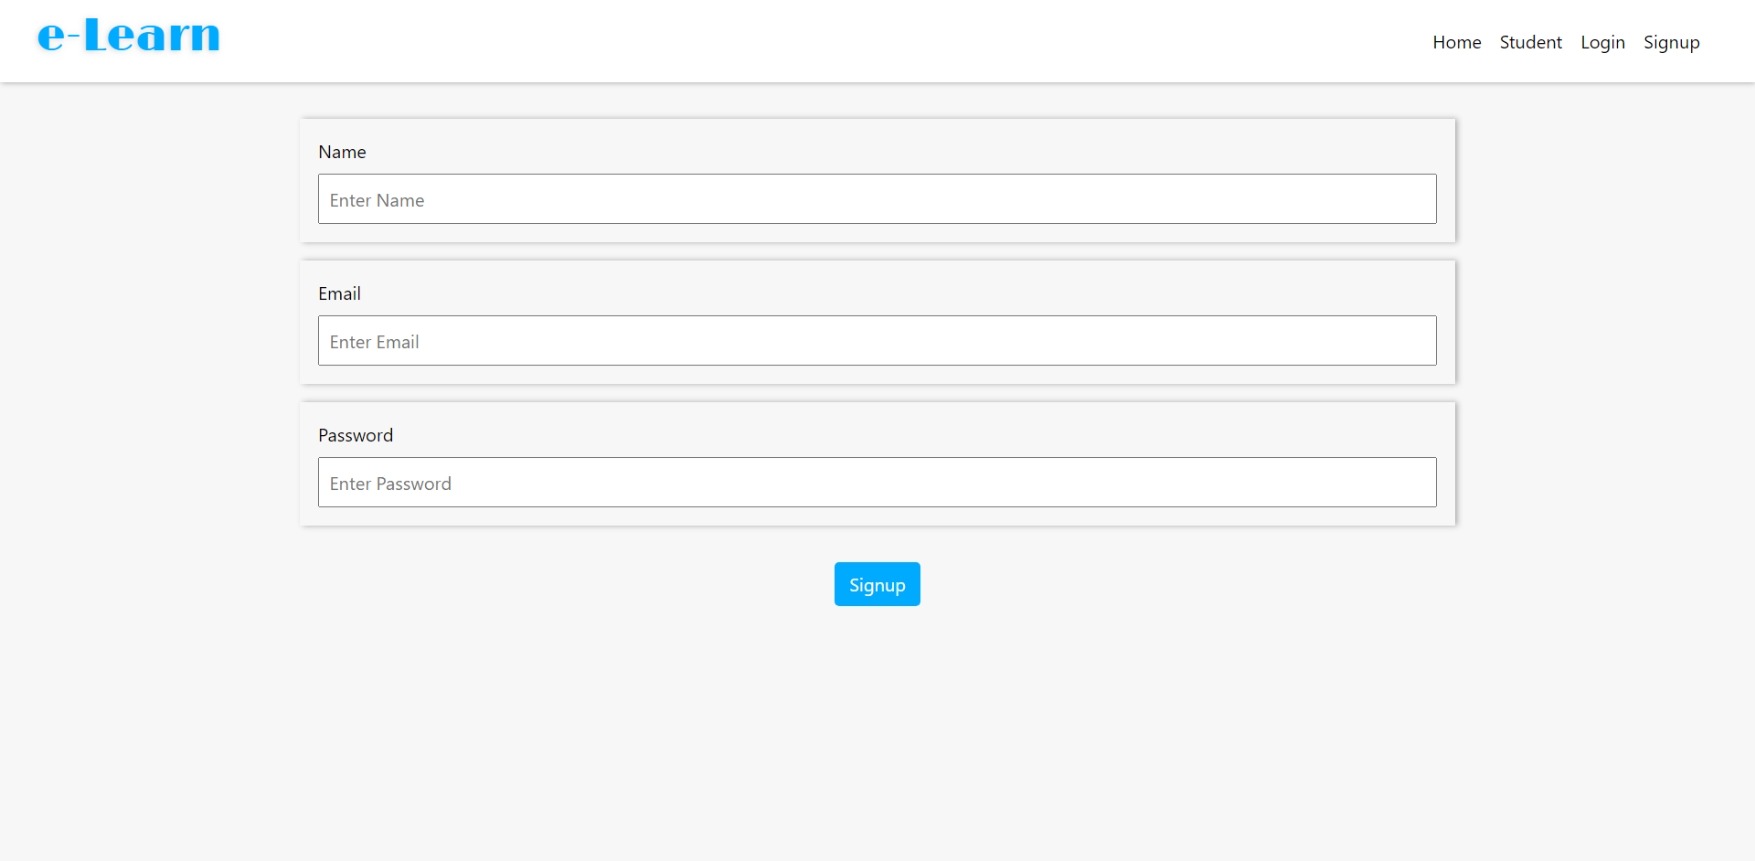 e-Learn
Home Student Login Signup
Name
Enter Name
Email
Enter Email
Password
Enter Password
Signup